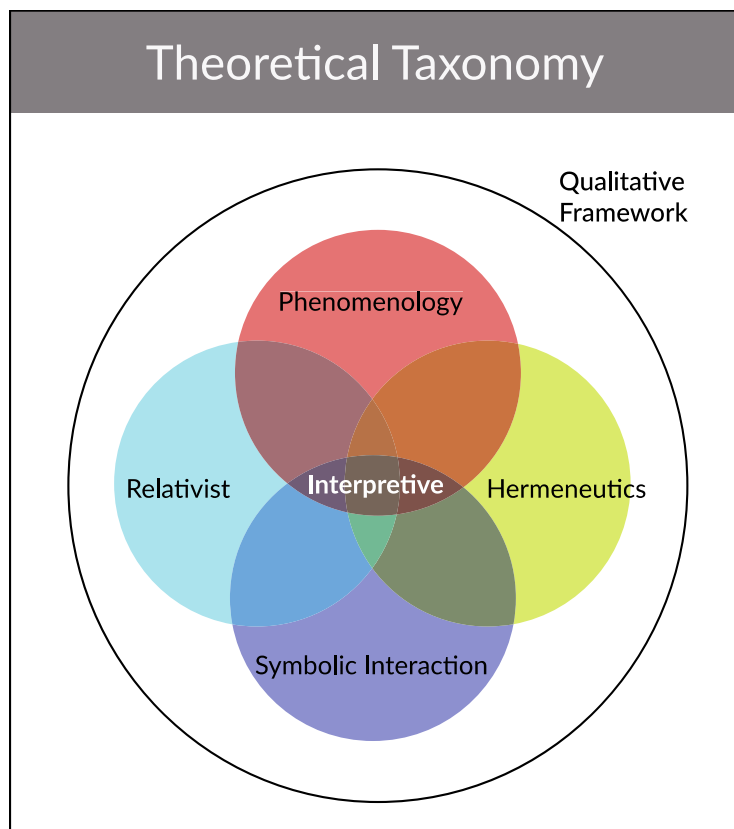 Theoretical Taxonomy
Qualitative
Framework
Phenomenology
Relativist
Interpretive
Hermeneutics
Symbolic Interaction